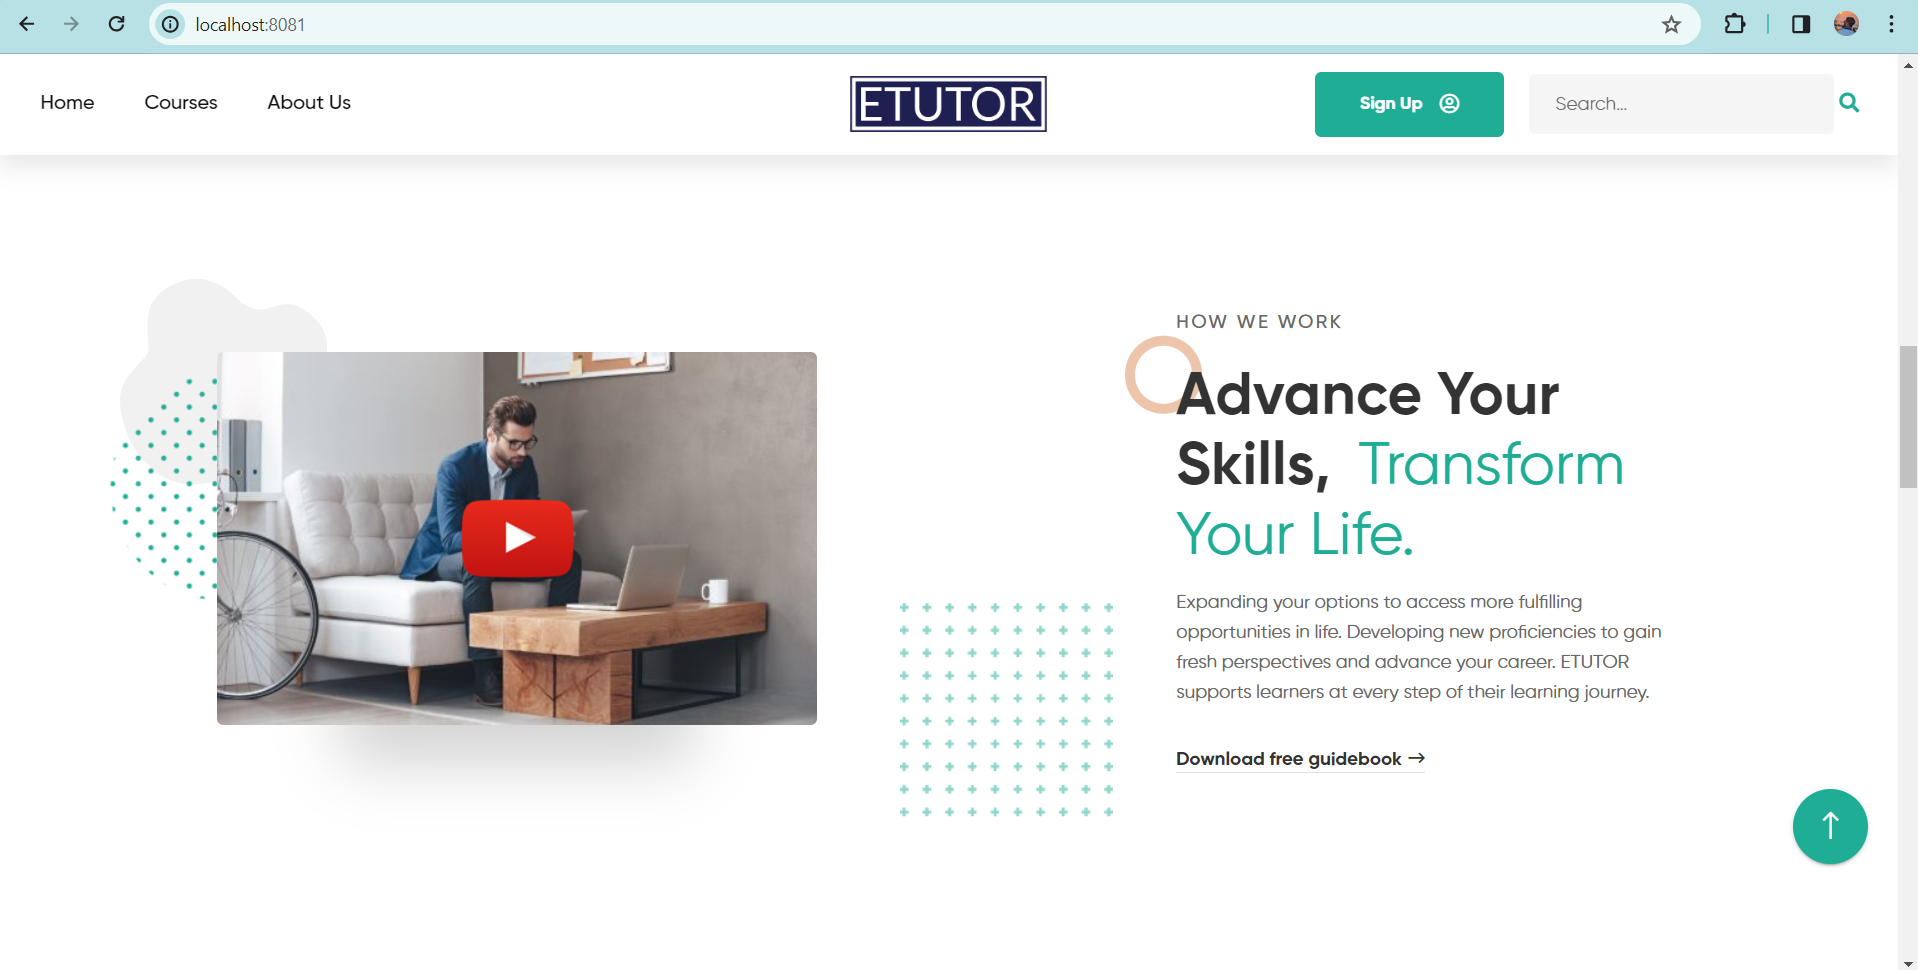 localhost:8081
Home Courses About Us ETUTOR Sign Up Search...
HOW WE WORK
Advance Your
Skills, Transform
Your Life.
Expanding your options to access more fulfilling
opportunities in life. Developing new proficiencies to gain
fresh perspectives and advance your career. ETUTOR
supports learners at every step of their learning journey.
Download free guidebook →